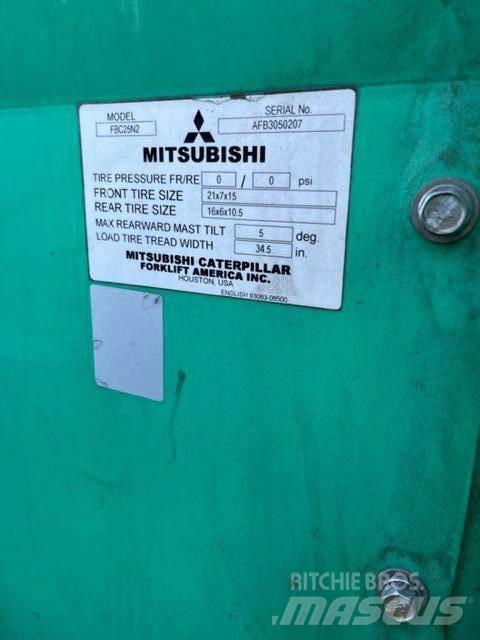 MODEL
FBC25N2
SERIAL No.
AFB3050207
MITSUBISHI
TIRE PRESSURE FR/RE 0 / 0 psi
FRONT TIRE SIZE 21x7x15
REAR TIRE SIZE 16x6x10.5
MAX REARWARD MAST TILT 5 deg.
LOAD TIRE TREAD WIDTH 34.5 in.
MITSUBISHI CATERPILLAR
FORKLIFT AMERICA INC.
HOUSTON, USA
ENGLISH 93083-08500
RITCHIE BROS.
MASCUS